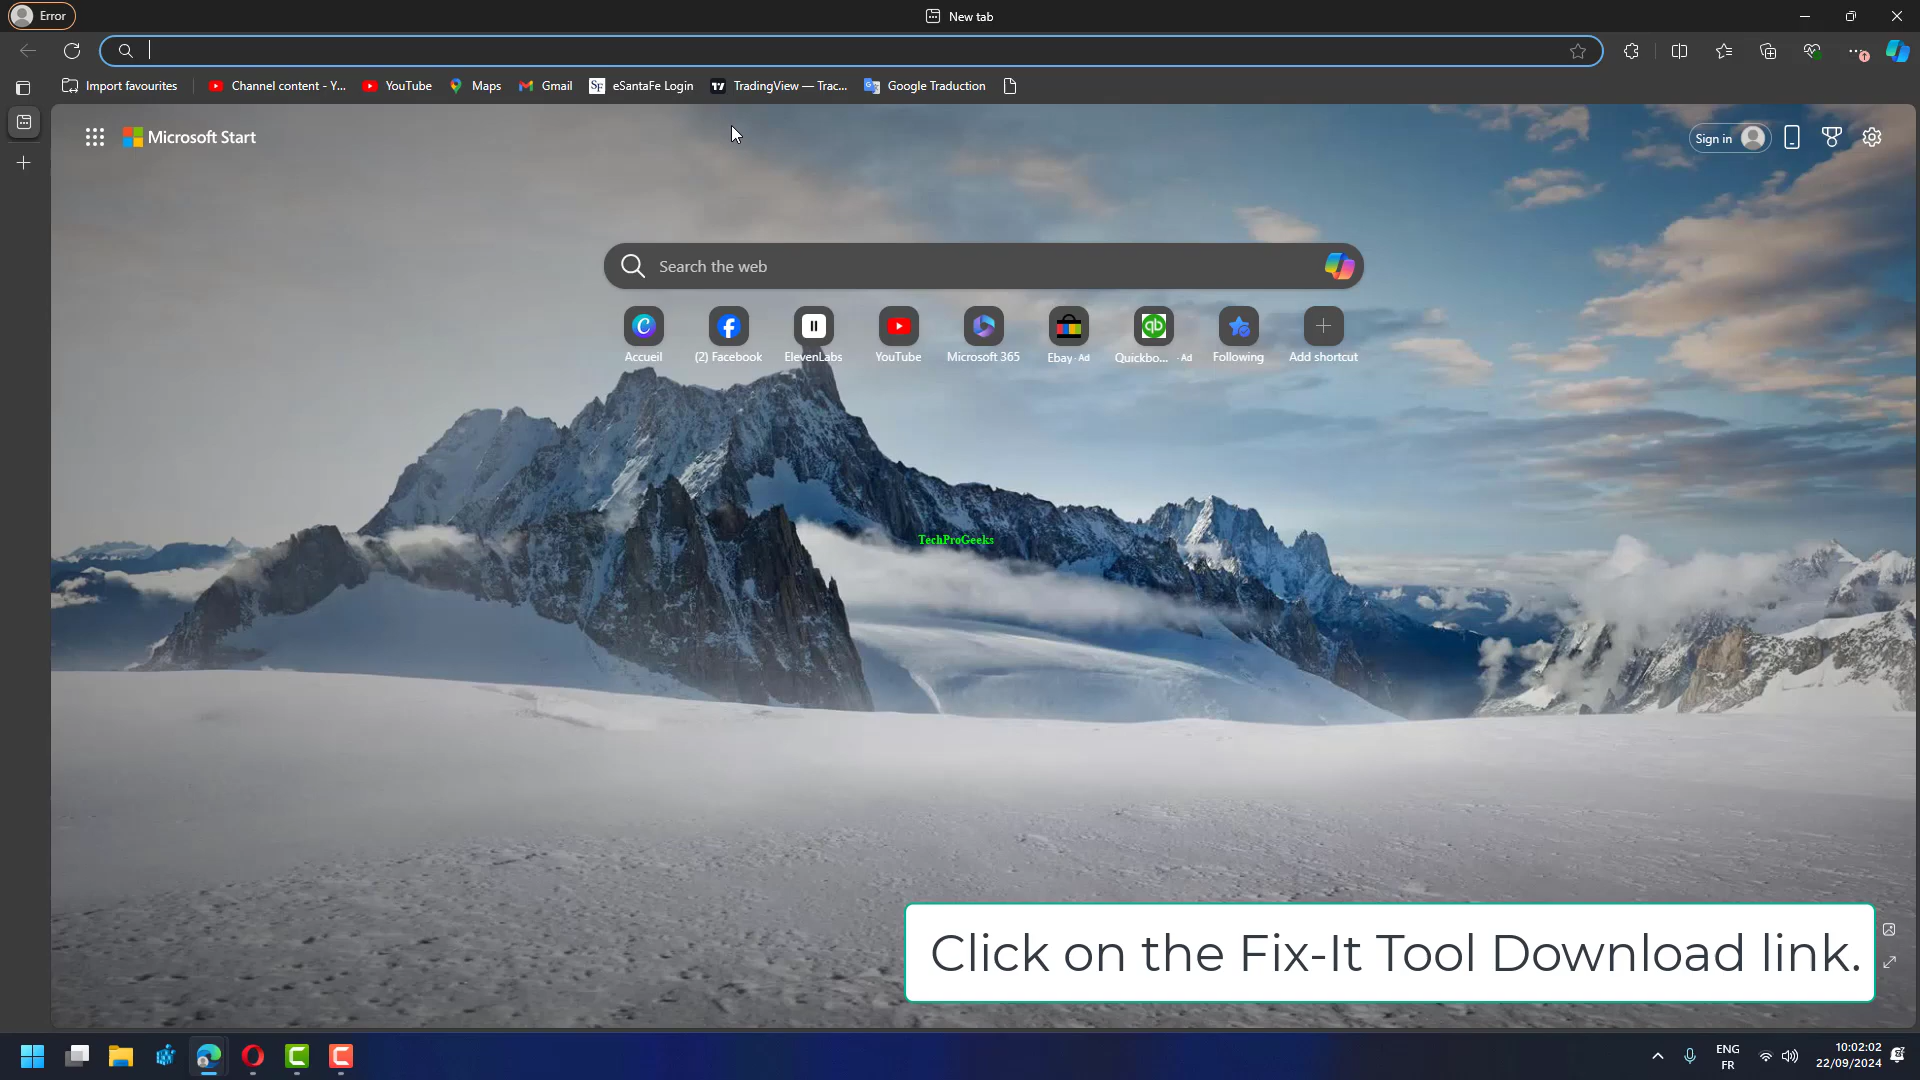 Error
New tab
Import favourites
Channel content - Y...
YouTube
Maps
Gmail
eSantaFe Login
TradingView — Trac...
Google Traduction
Microsoft Start
Sign in
Search the web
Accueil
(2) Facebook
ElevenLabs
YouTube
Microsoft 365
Ebay · Ad
Quickbo... · Ad
Following
Add shortcut
TechProGeeks
Click on the Fix-It Tool Download link.
ENG
FR
10:02:02
22/09/2024